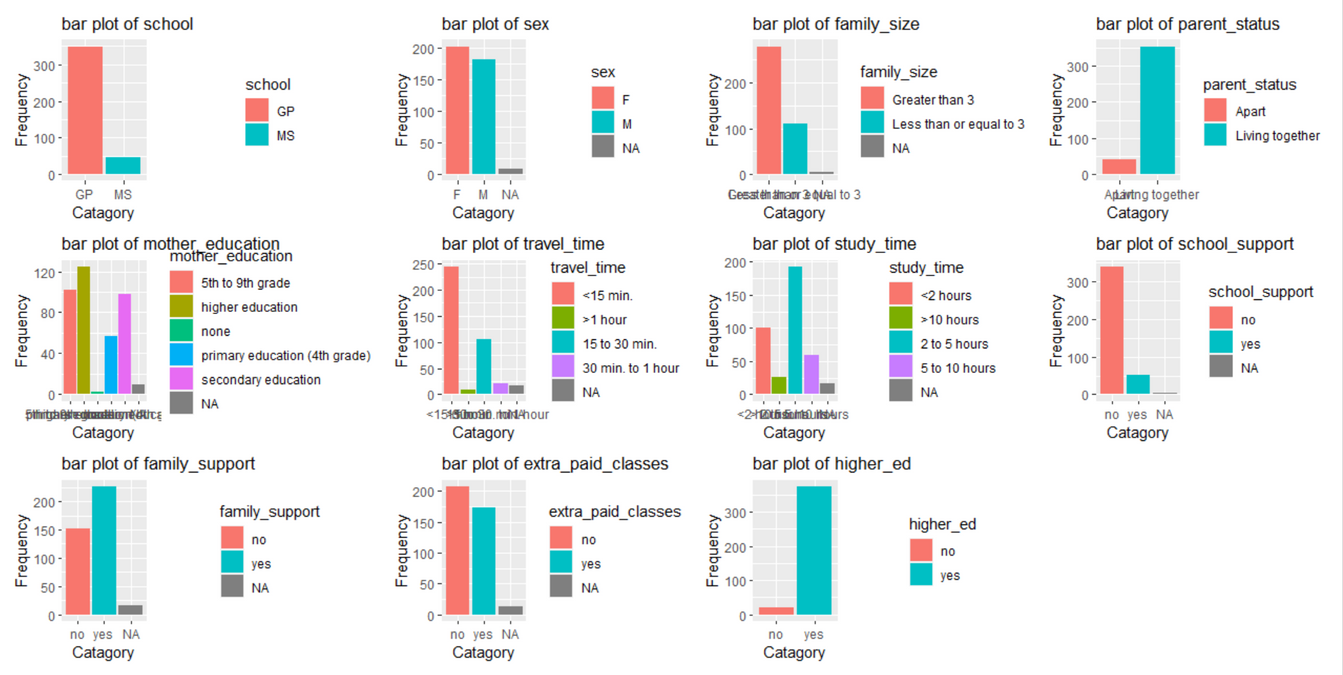 bar plot of school
Frequency
300
200
100
0
GP MS
Catagory
school
GP
MS
bar plot of sex
Frequency
200
150
100
50
0
F M NA
Catagory
sex
F
M
NA
bar plot of family_size
Frequency
200
100
0
Catagory
family_size
Greater than 3
Less than or equal to 3
NA
bar plot of parent_status
Frequency
300
200
100
0
Living together
Catagory
parent_status
Apart
Living together
bar plot of mother_education
Frequency
120
80
40
0
Catagory
mother_education
5th to 9th grade
higher education
none
primary education (4th grade)
secondary education
NA
bar plot of travel_time
Frequency
250
200
150
100
50
0
Catagory
travel_time
<15 min.
>1 hour
15 to 30 min.
30 min. to 1 hour
NA
bar plot of study_time
Frequency
200
150
100
50
0
Catagory
study_time
<2 hours
>10 hours
2 to 5 hours
5 to 10 hours
NA
bar plot of school_support
Frequency
300
200
100
0
no yes NA
Catagory
school_support
no
yes
NA
bar plot of family_support
Frequency
200
150
100
50
0
no yes NA
Catagory
family_support
no
yes
NA
bar plot of extra_paid_classes
Frequency
200
150
100
50
0
no yes NA
Catagory
extra_paid_classes
no
yes
NA
bar plot of higher_ed
Frequency
300
200
100
0
no yes
Catagory
higher_ed
no
yes